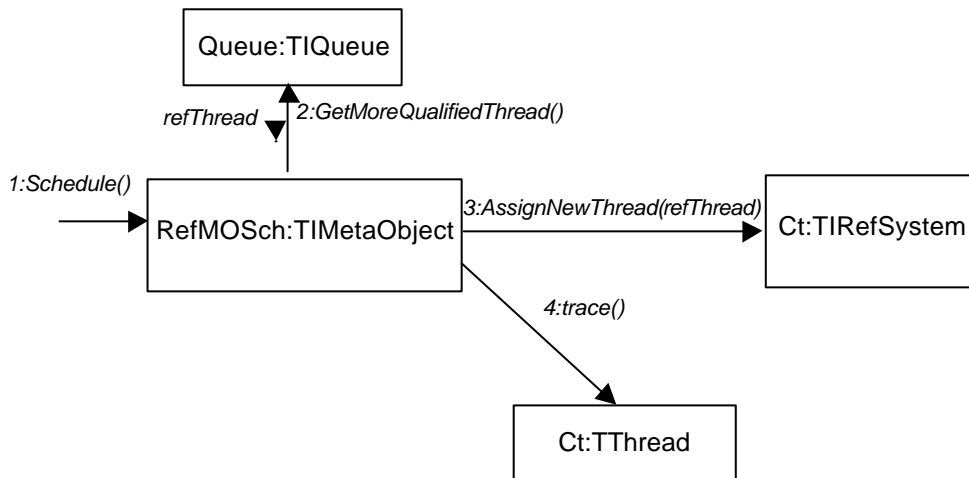 Queue:TIQueue
refThread
2:GetMoreQualifiedThread()
1:Schedule()
RefMOSch:TIMetaObject
3:AssignNewThread(refThread)
Ct:TIRefSystem
4:trace()
Ct:TThread